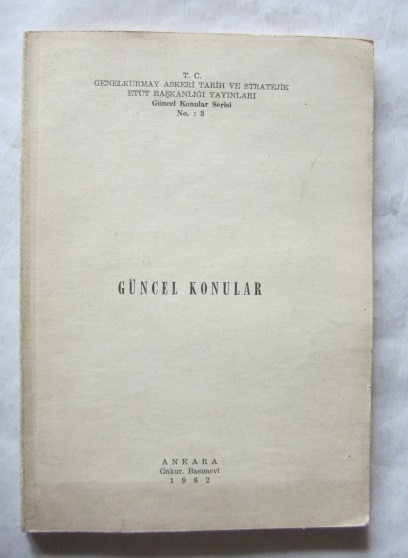 T. C.
GENELKURMAY ASKERİ TARİH VE STRATEJİK
ETÜT BAŞKANLIĞI YAYINLARI
Güncel Konular Serisi
No. : 3
GÜNCEL KONULAR
ANKARA
Gnkur. Basımevi
1982